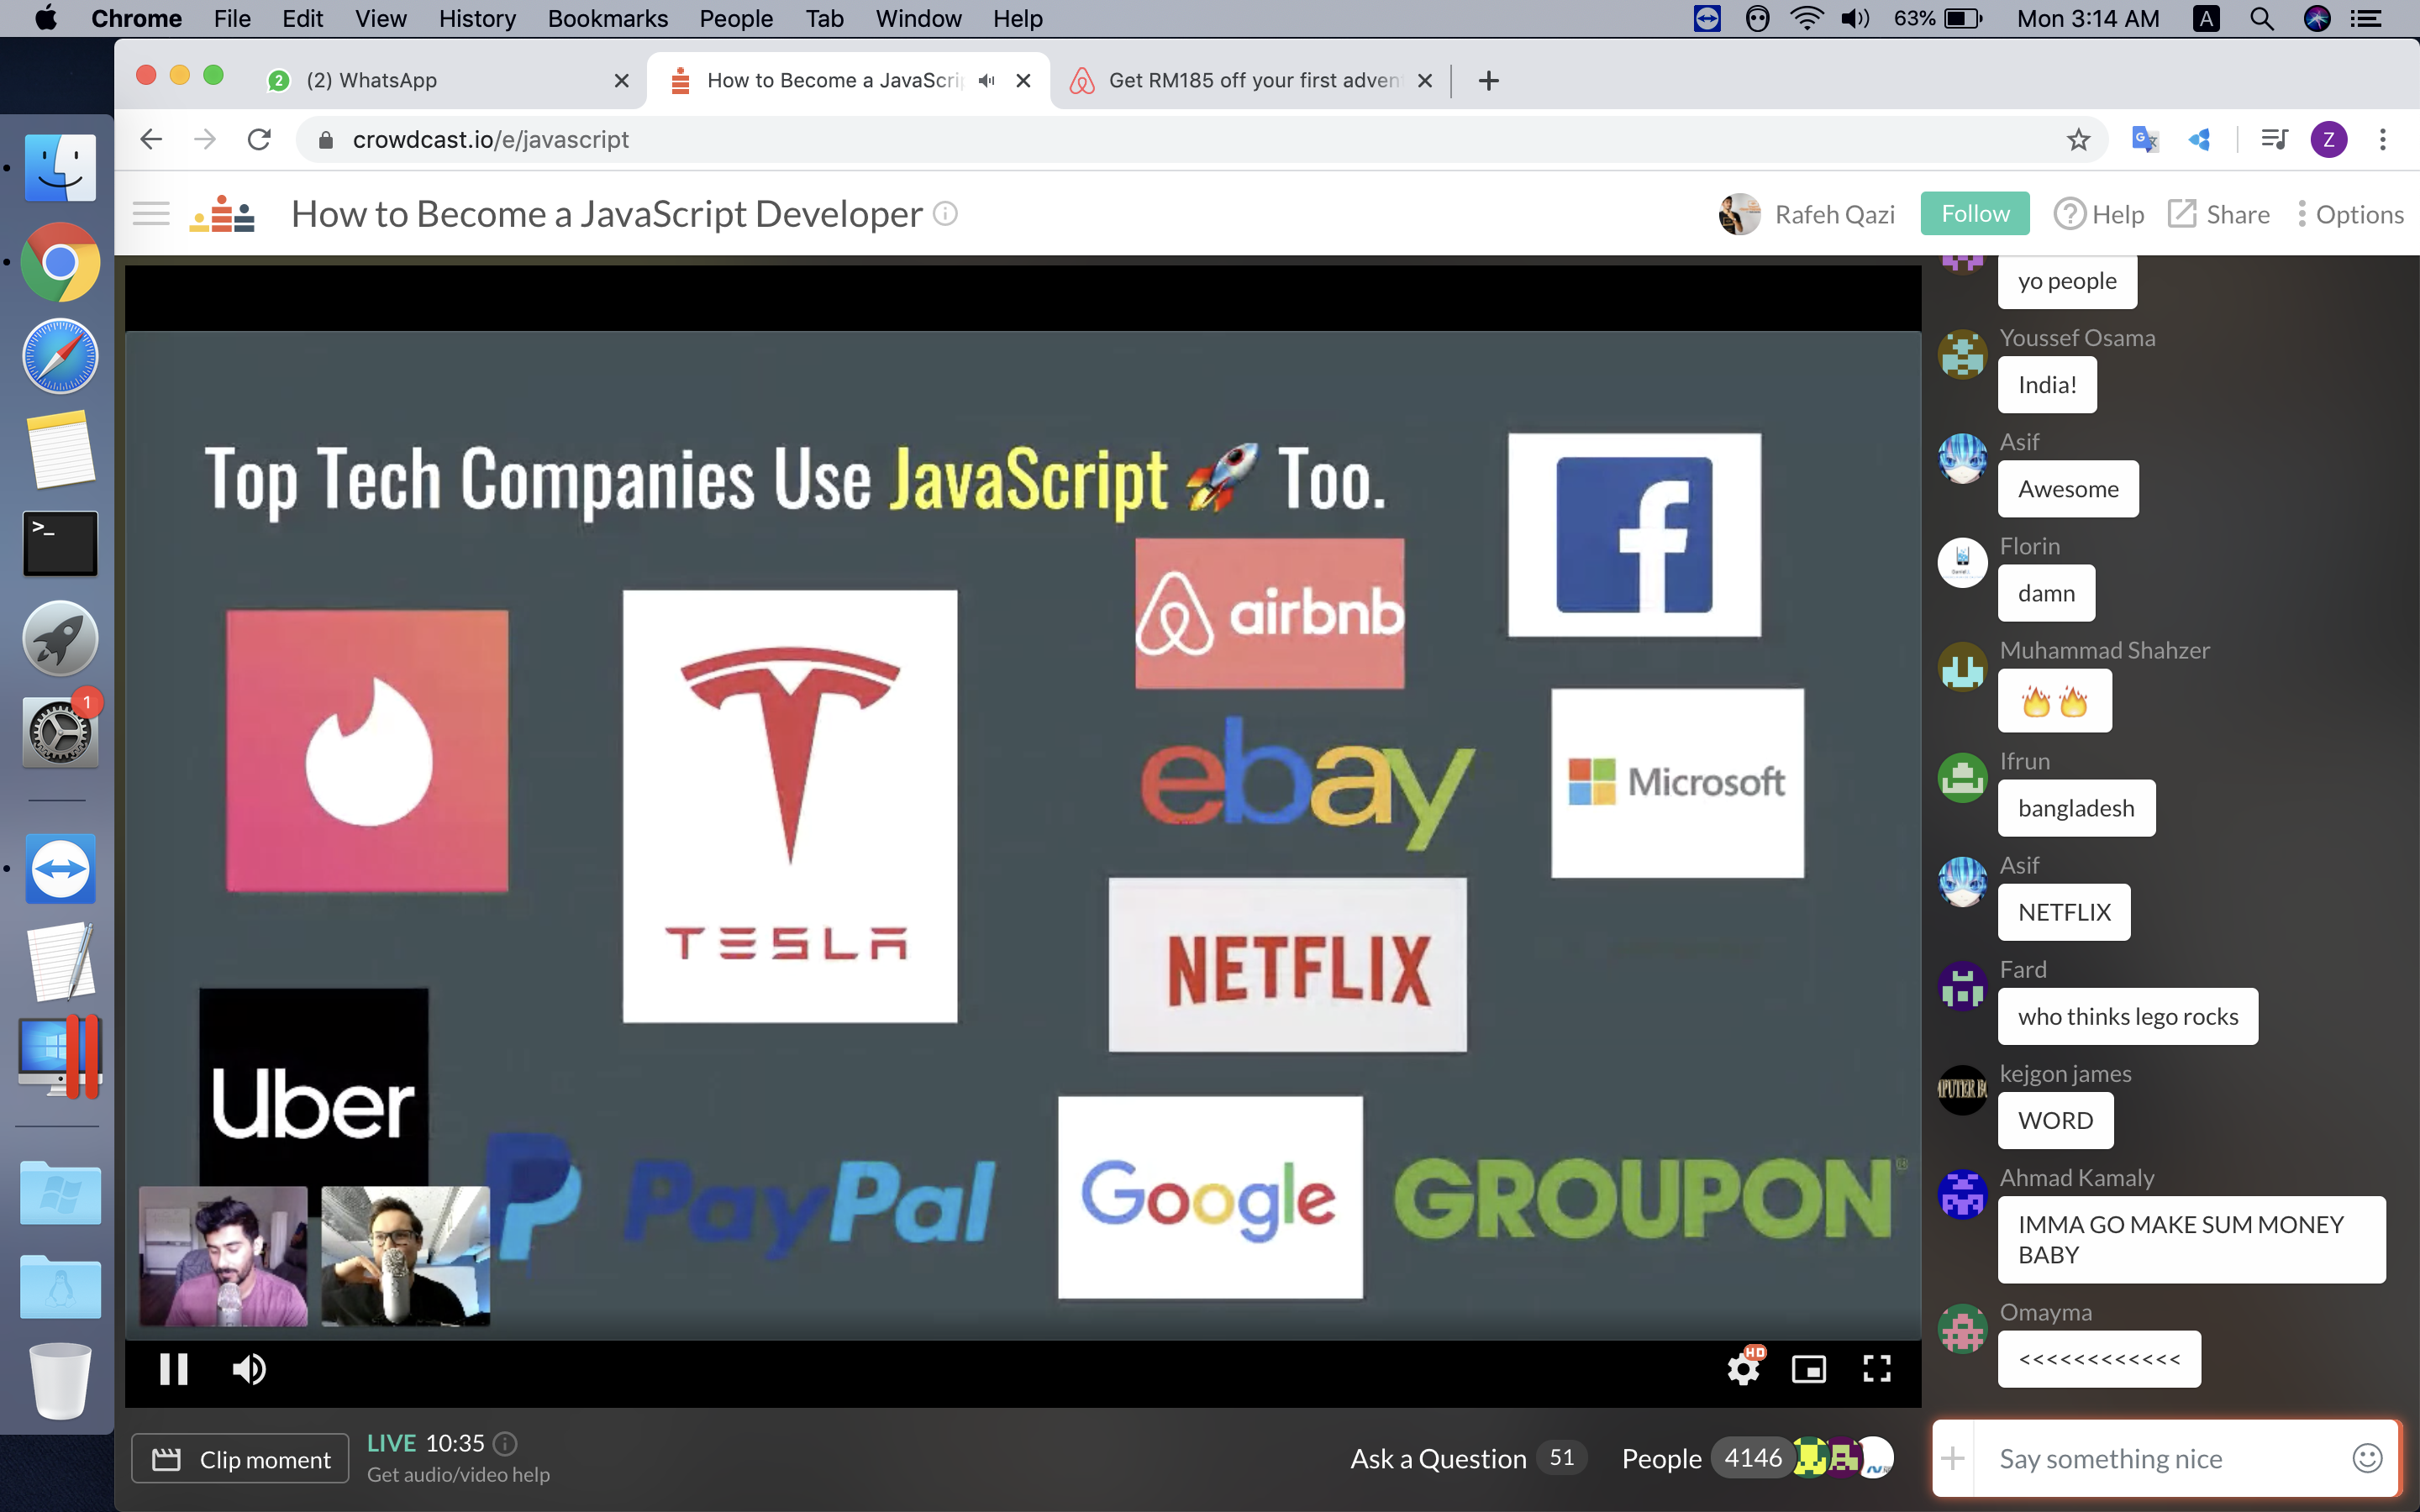 Chrome File Edit View History Bookmarks People Tab Window Help 63% Mon 3:14 AM A
2 (2) WhatsApp How to Become a JavaScri Get RM185 off your first adven
crowdcast.io/e/javascript Z
How to Become a JavaScript Developer Rafeh Qazi Follow Help Share Options
Top Tech Companies Use JavaScript 🚀 Too.
airbnb
ebay
Microsoft
TESLA
NETFLIX
Uber
PayPal
Google
GROUPON
yo people
Youssef Osama
India!
Asif
Awesome
Florin
damn
Muhammad Shahzer
🔥🔥
Ifrun
bangladesh
Asif
NETFLIX
Fard
who thinks lego rocks
kejgon james
WORD
Ahmad Kamaly
IMMA GO MAKE SUM MONEY
BABY
Omayma
<<<<<<<<<<<<
1
HD
Clip moment
LIVE 10:35
Get audio/video help
Ask a Question 51
People 4146
Say something nice